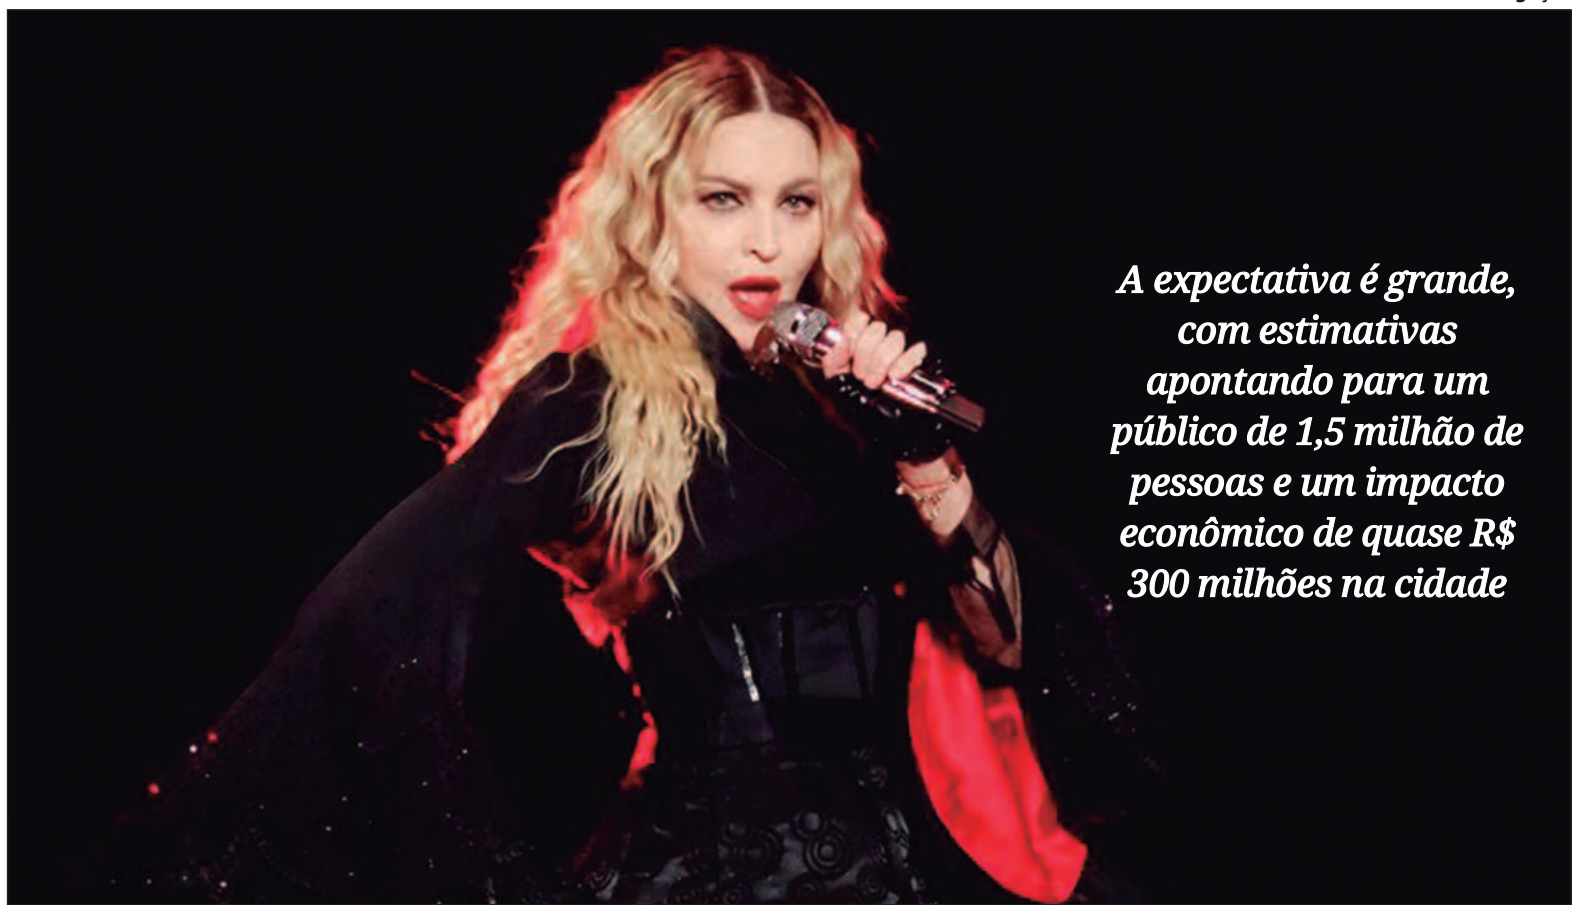 A expectativa é grande,
com estimativas
apontando para um
público de 1,5 milhão de
pessoas e um impacto
econômico de quase R$
300 milhões na cidade